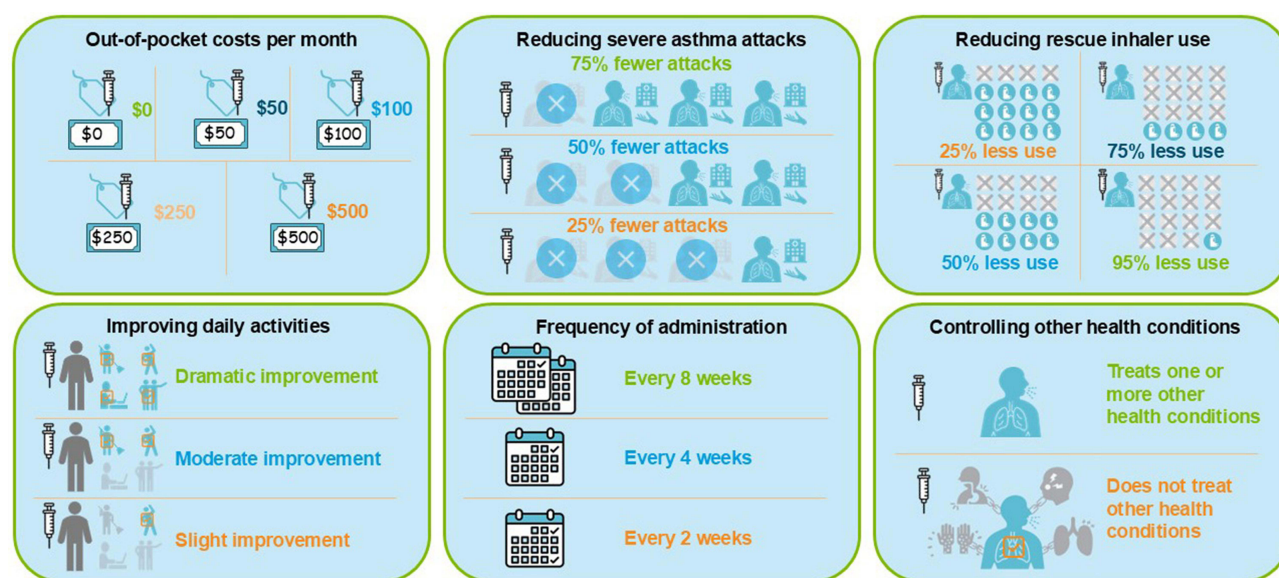 Out-of-pocket costs per month
$0
$0
$50
$50
$100
$100
$250
$250
$500
$500
Reducing severe asthma attacks
75% fewer attacks
50% fewer attacks
25% fewer attacks
Reducing rescue inhaler use
25% less use
75% less use
50% less use
95% less use
Improving daily activities
Dramatic improvement
Moderate improvement
Slight improvement
Frequency of administration
Every 8 weeks
Every 4 weeks
Every 2 weeks
Controlling other health conditions
Treats one or
more other
health conditions
Does not treat
other health
conditions